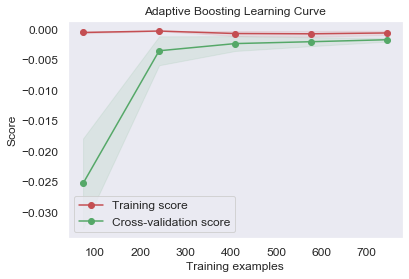 Adaptive Boosting Learning Curve
0.000
−0.005
−0.010
−0.015
−0.020
−0.025
−0.030
Score
Training score
Cross-validation score
100 200 300 400 500 600 700
Training examples